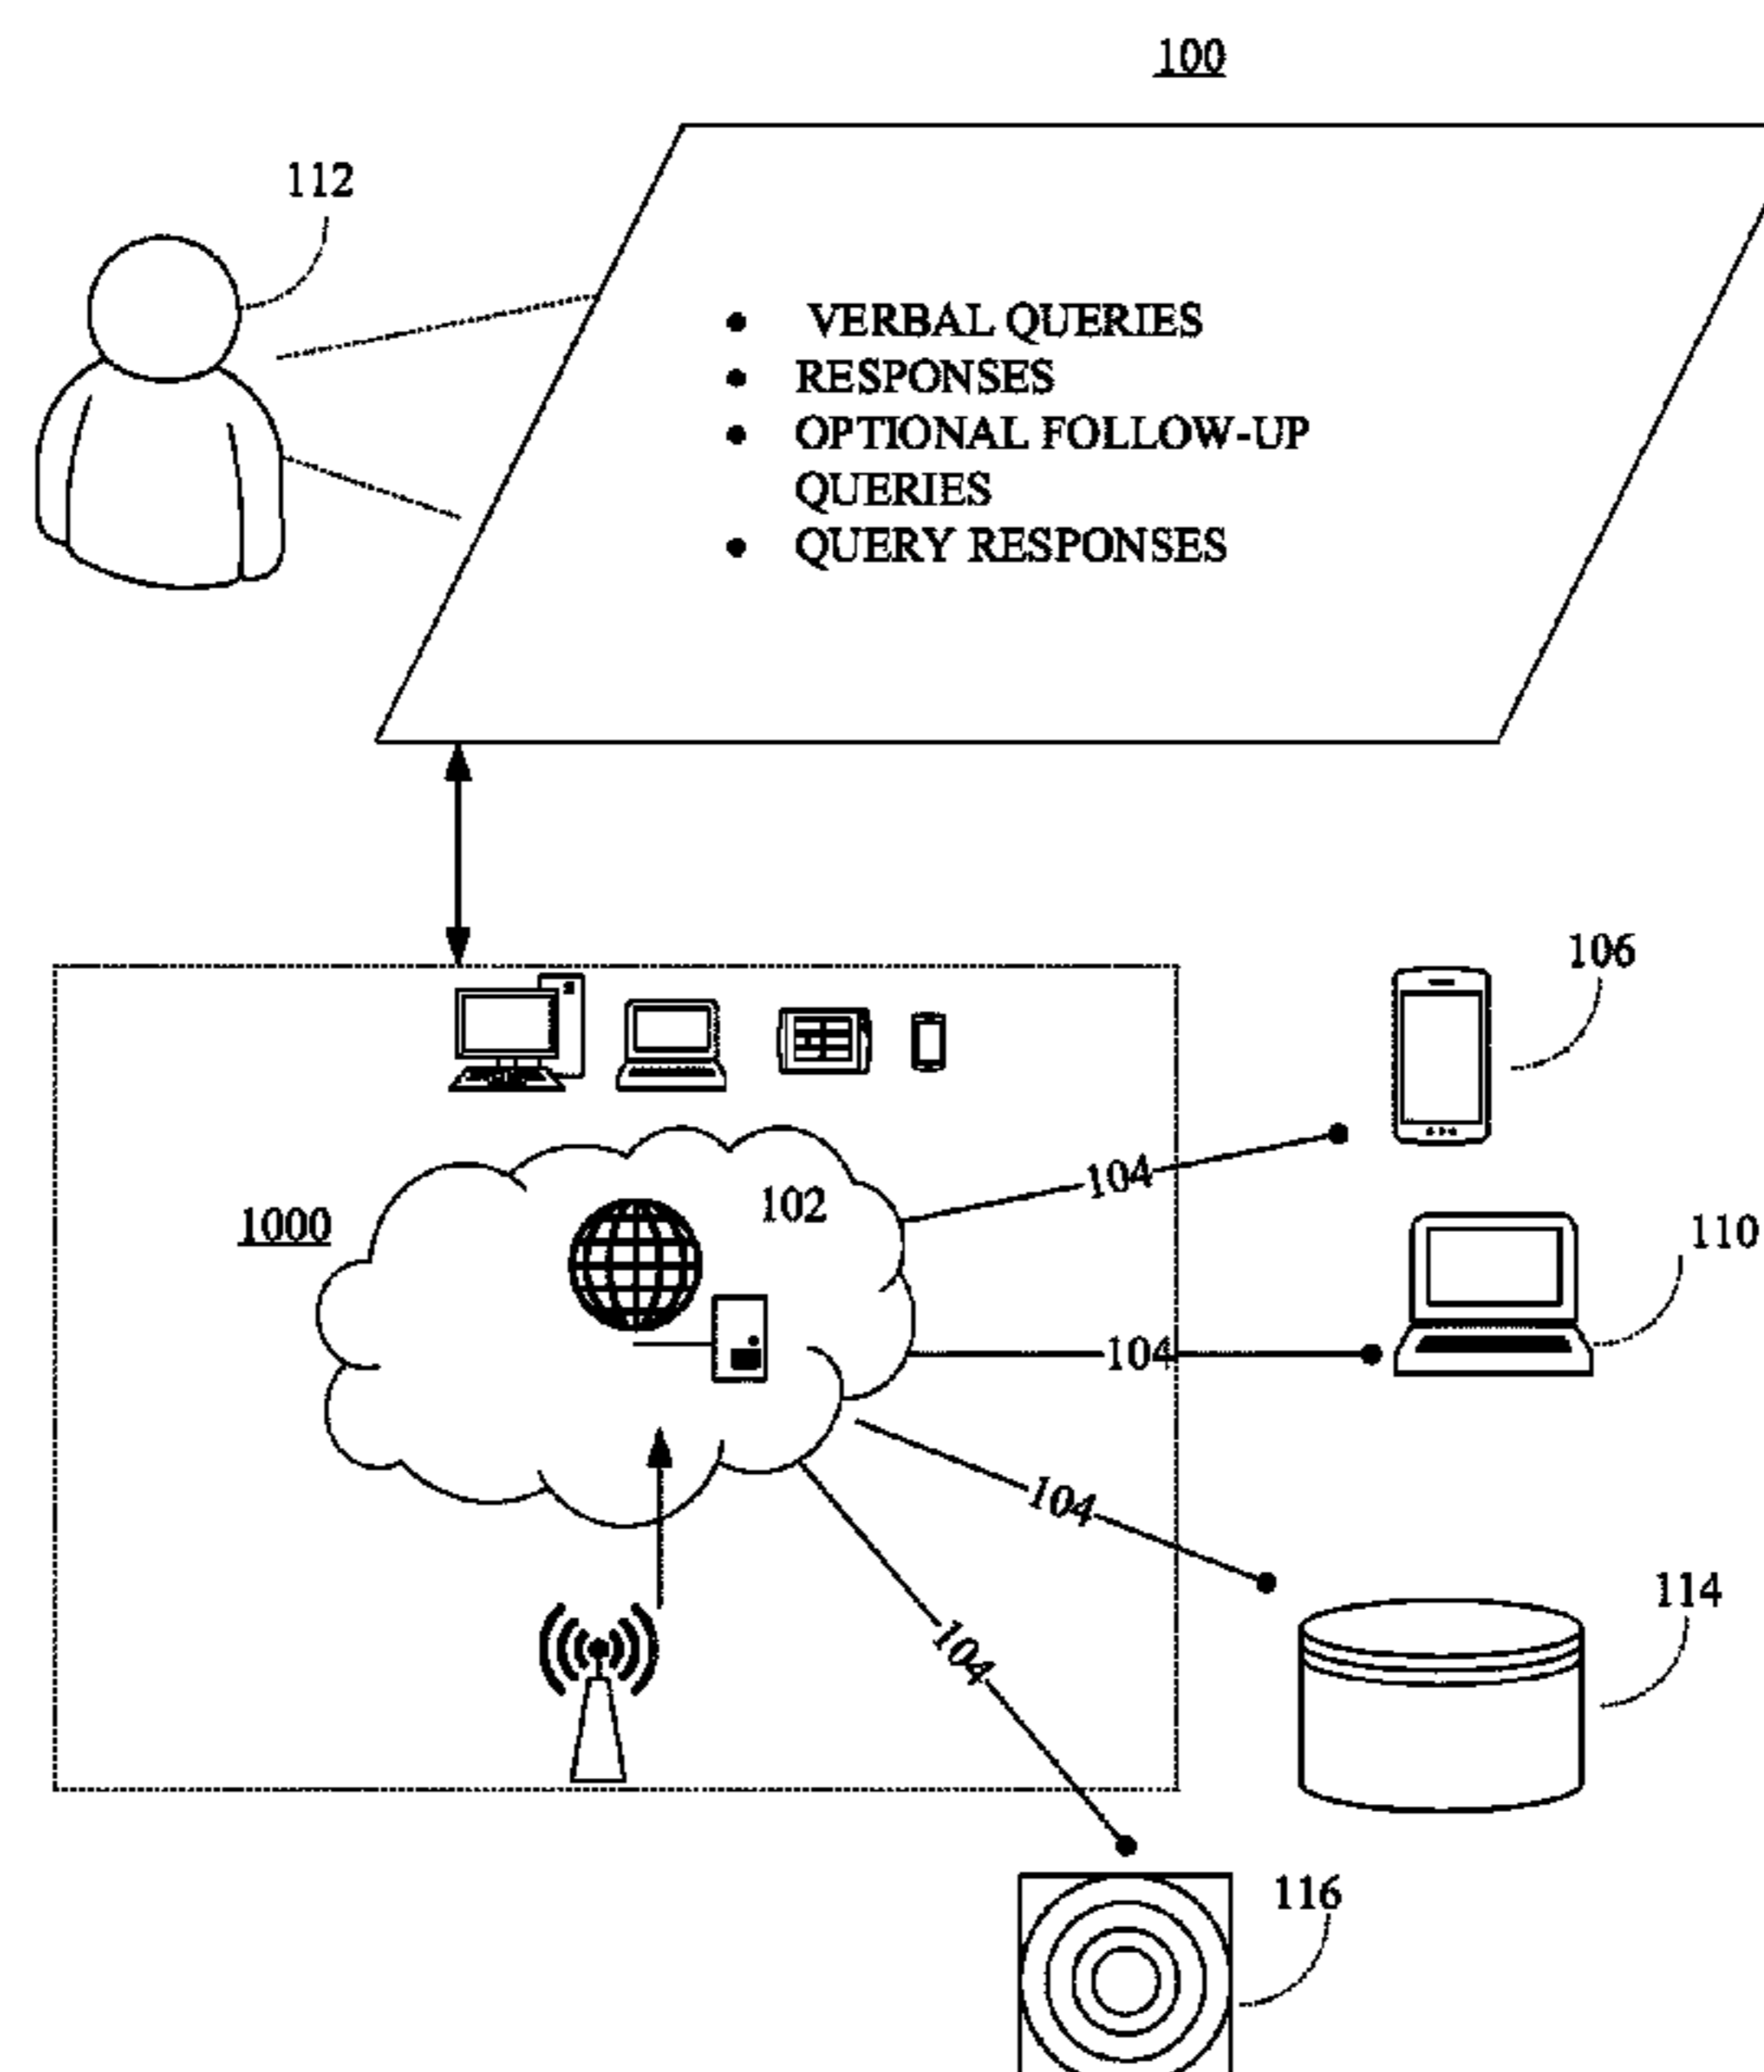 100
112
• VERBAL QUERIES
• RESPONSES
• OPTIONAL FOLLOW-UP
QUERIES
• QUERY RESPONSES
106
104
102
1000
110
104
104
114
104
116